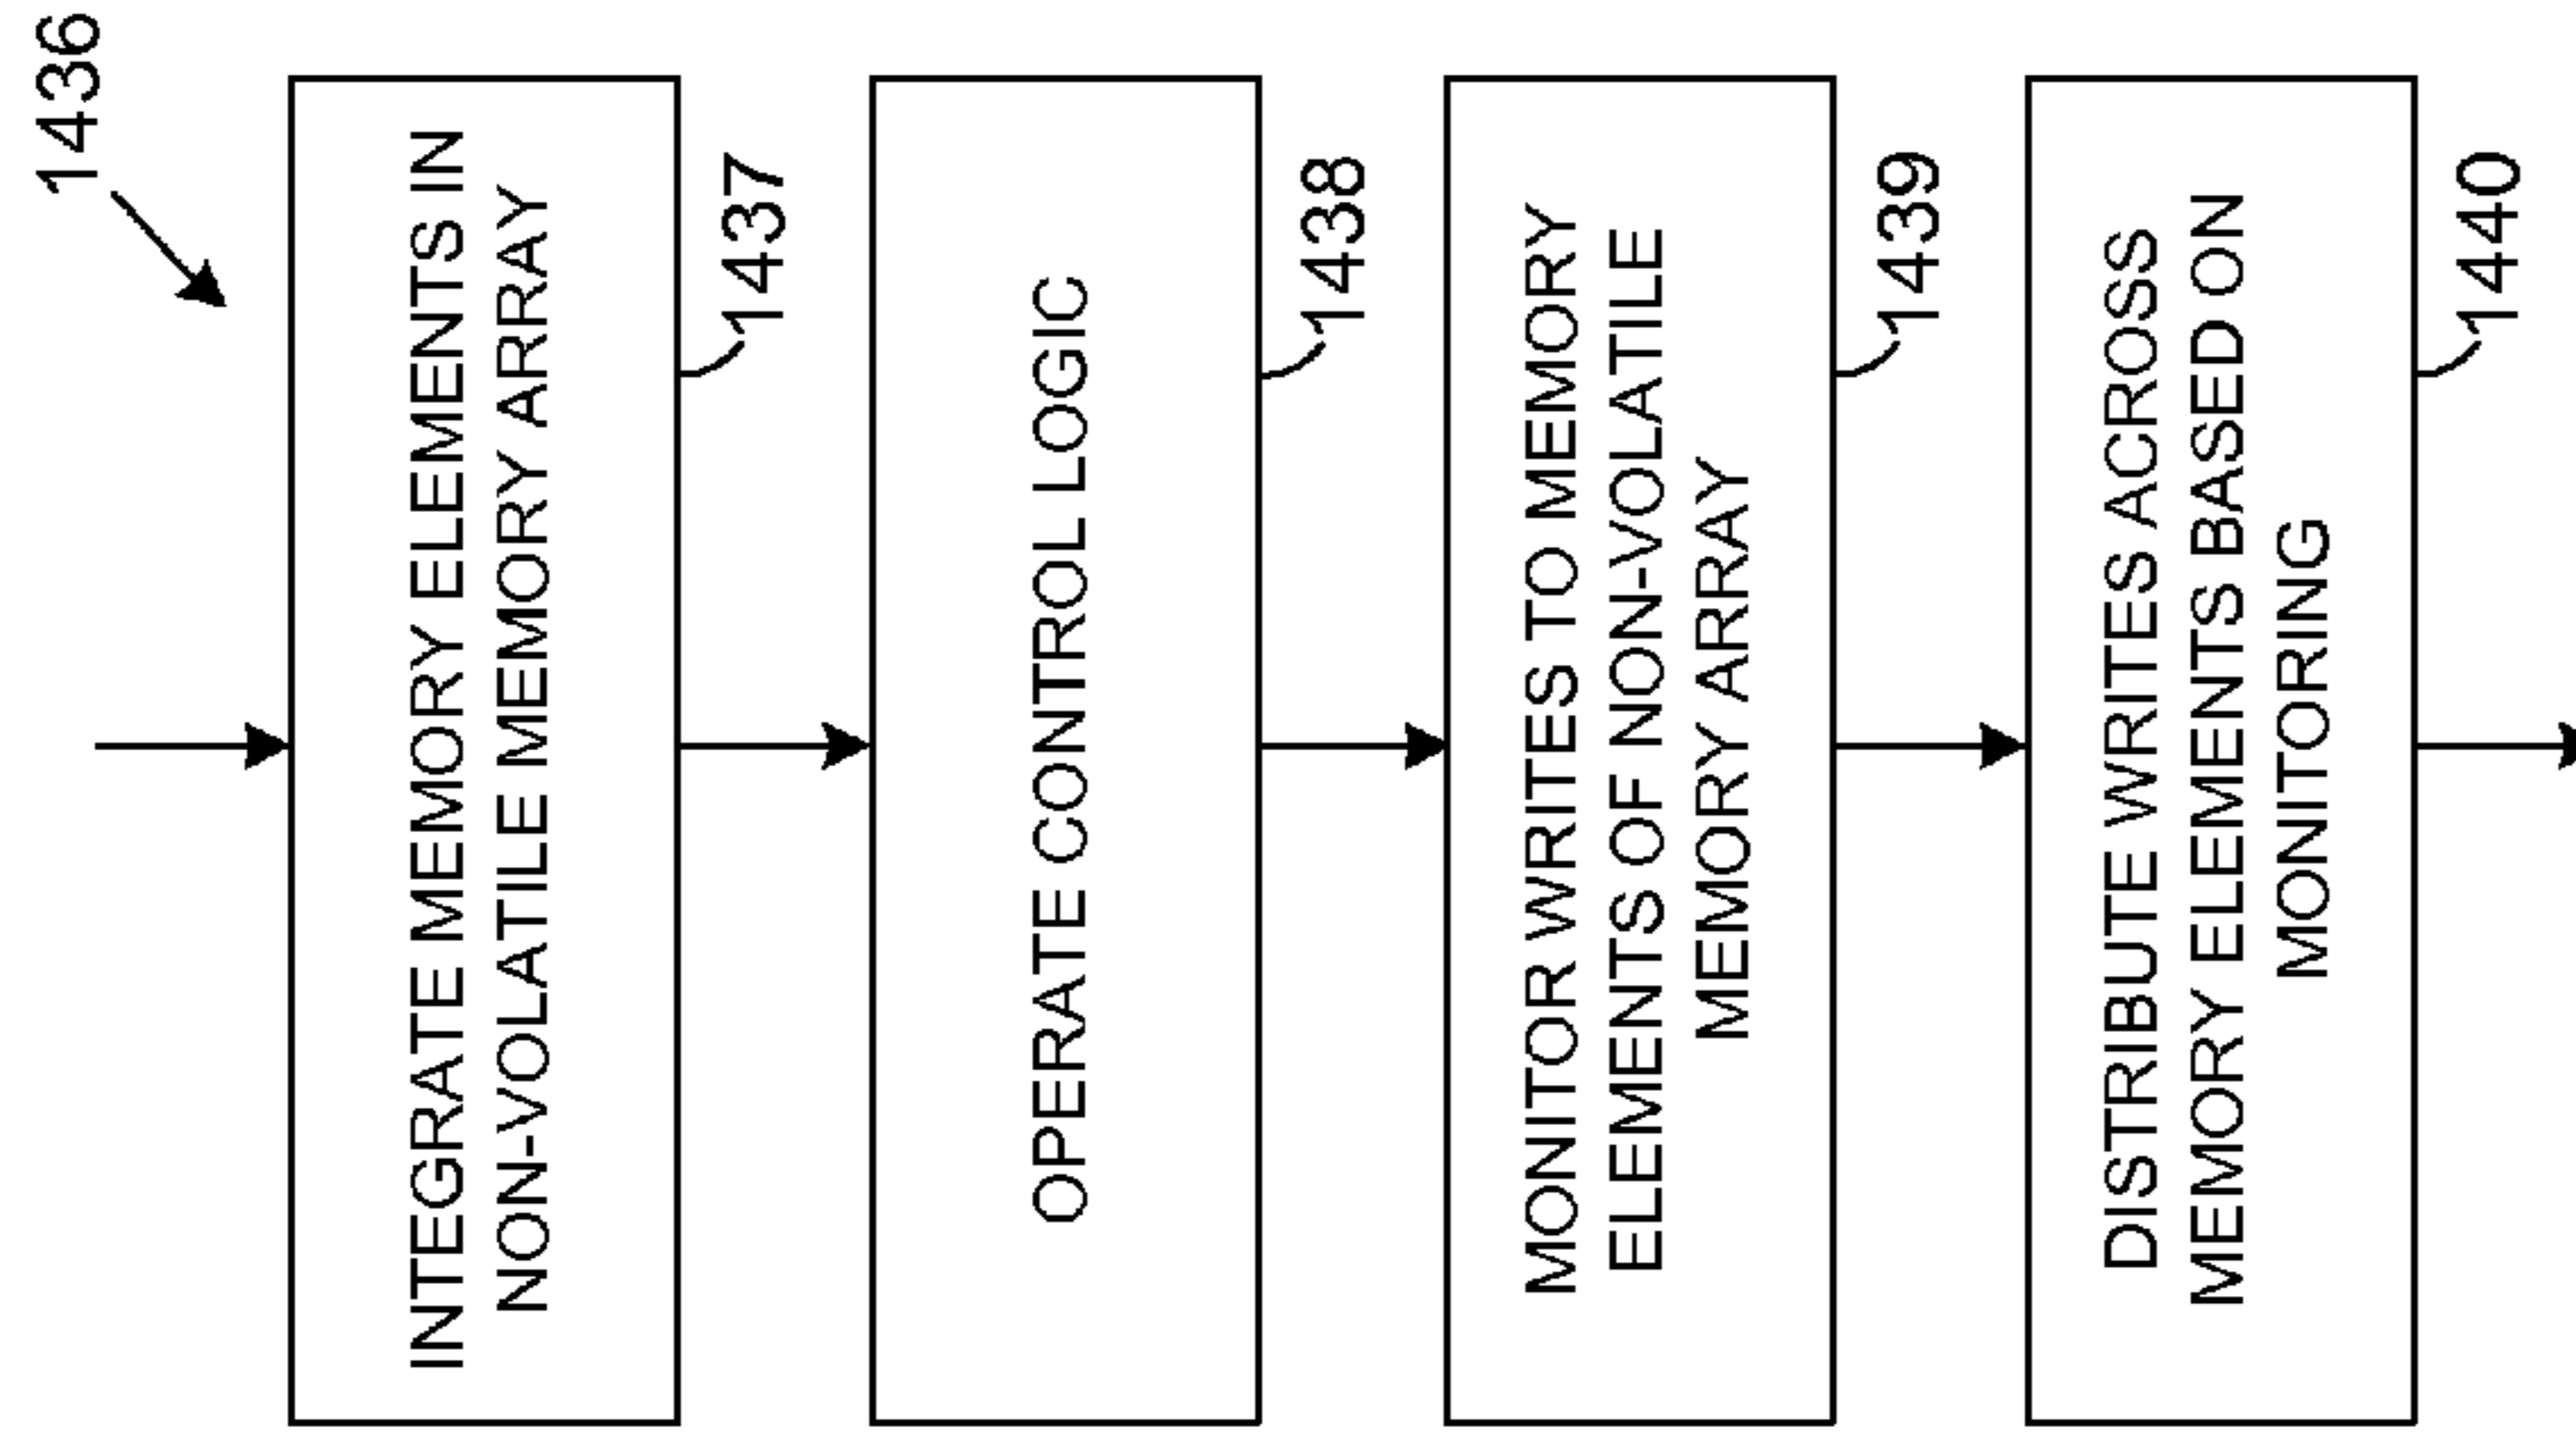 1436
INTEGRATE MEMORY ELEMENTS IN
NON-VOLATILE MEMORY ARRAY
1437
OPERATE CONTROL LOGIC
1438
MONITOR WRITES TO MEMORY
ELEMENTS OF NON-VOLATILE
MEMORY ARRAY
1439
DISTRIBUTE WRITES ACROSS
MEMORY ELEMENTS BASED ON
MONITORING
1440